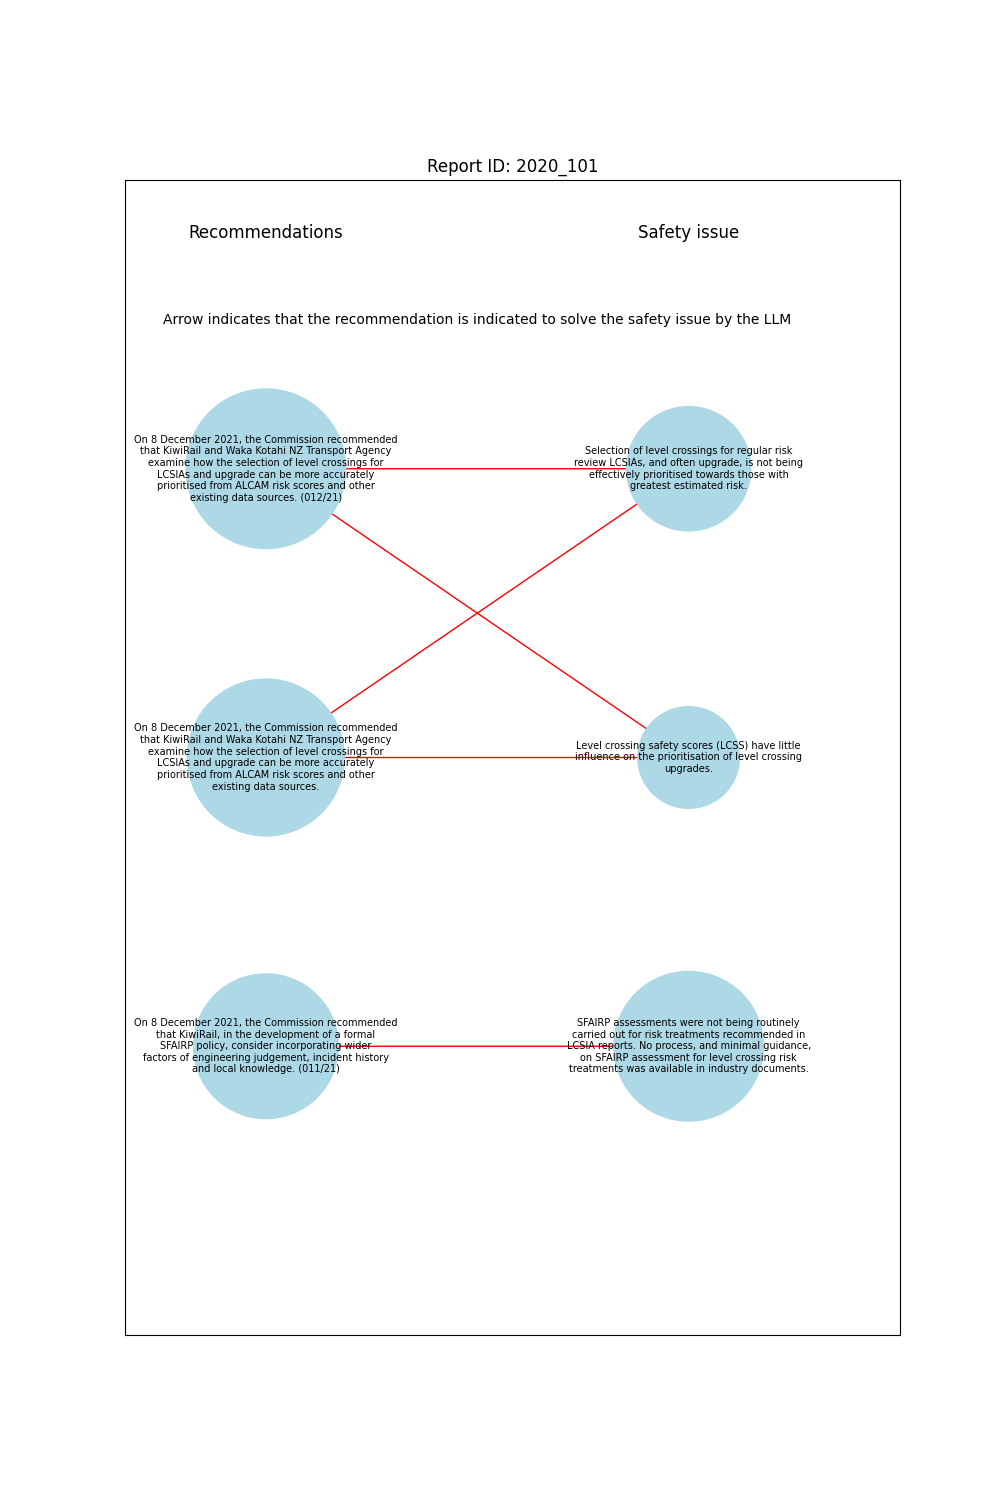 Report ID: 2020_101
Recommendations
Safety issue
Arrow indicates that the recommendation is indicated to solve the safety issue by the LLM
On 8 December 2021, the Commission recommended
that KiwiRail and Waka Kotahi NZ Transport Agency
examine how the selection of level crossings for
LCSIAs and upgrade can be more accurately
prioritised from ALCAM risk scores and other
existing data sources. (012/21)
Selection of level crossings for regular risk
review LCSIAs, and often upgrade, is not being
effectively prioritised towards those with
greatest estimated risk.
On 8 December 2021, the Commission recommended
that KiwiRail and Waka Kotahi NZ Transport Agency
examine how the selection of level crossings for
LCSIAs and upgrade can be more accurately
prioritised from ALCAM risk scores and other
existing data sources.
Level crossing safety scores (LCSS) have little
influence on the prioritisation of level crossing
upgrades.
On 8 December 2021, the Commission recommended
that KiwiRail, in the development of a formal
SFAIRP policy, consider incorporating wider
factors of engineering judgement, incident history
and local knowledge. (011/21)
SFAIRP assessments were not being routinely
carried out for risk treatments recommended in
LCSIA reports. No process, and minimal guidance,
on SFAIRP assessment for level crossing risk
treatments was available in industry documents.